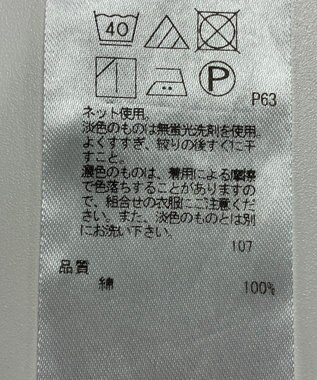 40
P
P63
ネット使用。
淡色のものは無蛍光洗剤を使用。
よくすすぎ、絞りの後すぐに干
すこと。
濃色のものは、着用による摩擦
で色落ちすることがありますの
で、組合せの衣服にご注意くだ
さい。また、淡色のものとは別
にお洗い下さい。
107
品質
綿 100%